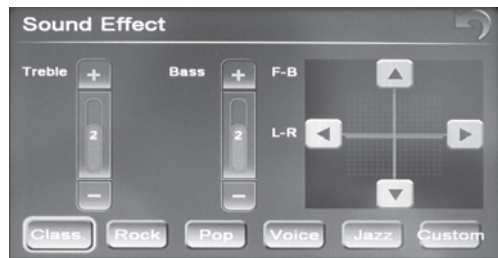 Sound Effect
Treble + Bass + F-B
2 2 L-R
- -
Class. Rock Pop Voice Jazz Custom